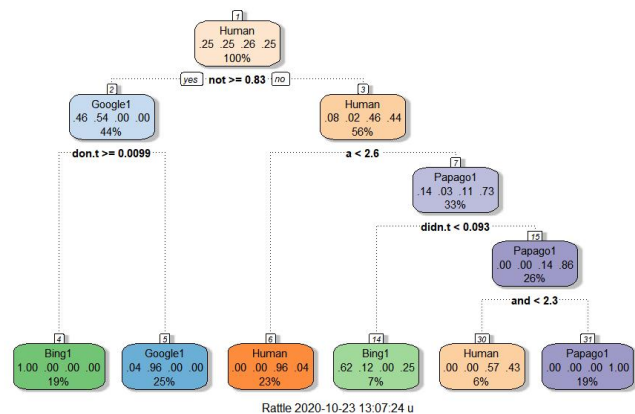 1
Human
.25 .25 .26 .25
100%
yes not >= 0.83 no
2
Google1
.46 .54 .00 .00
44%
3
Human
.08 .02 .46 .44
56%
don.t >= 0.0099
a < 2.6
7
Papago1
.14 .03 .11 .73
33%
didn.t < 0.093
15
Papago1
.00 .00 .14 .86
26%
and < 2.3
4
Bing1
1.00 .00 .00 .00
19%
5
Google1
.04 .96 .00 .00
25%
6
Human
.00 .00 .96 .04
23%
14
Bing1
.62 .12 .00 .25
7%
30
Human
.00 .00 .57 .43
6%
31
Papago1
.00 .00 .00 1.00
19%
Rattle 2020-10-23 13:07:24 u